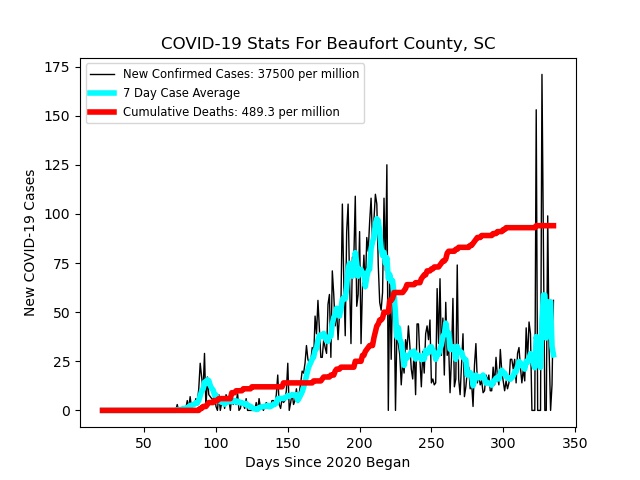 COVID-19 Stats For Beaufort County, SC
New Confirmed Cases: 37500 per million
7 Day Case Average
Cumulative Deaths: 489.3 per million
New COVID-19 Cases
175
150
125
100
75
50
25
0
50
100
150
200
250
300
350
Days Since 2020 Began